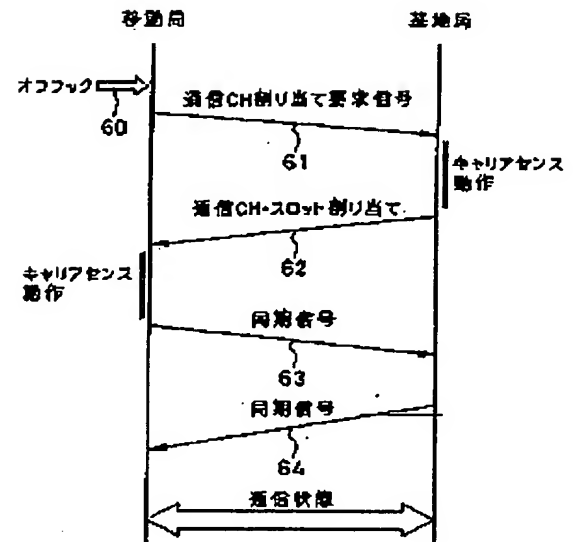 移動局
基地局
オフフック
60
通信CH割り当て要求信号
61
キャリアセンス
動作
通信CH・スロット割り当て
62
キャリアセンス
動作
同期信号
63
同期信号
64
通信状態